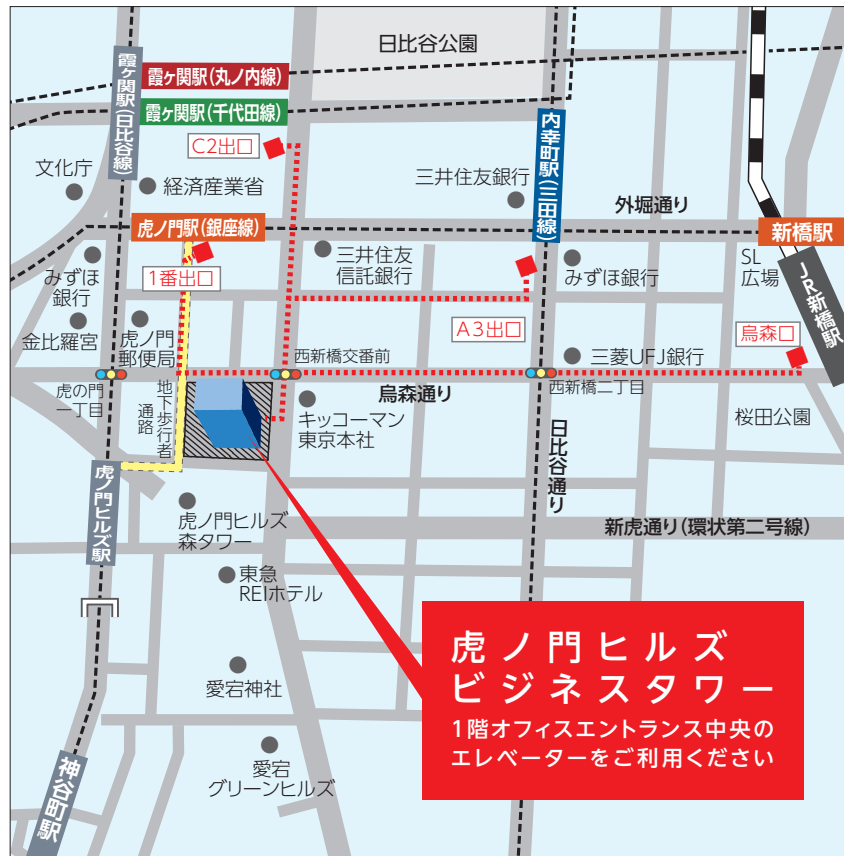 日比谷公園
霞ヶ関駅(丸ノ内線)
霞ヶ関駅(日比谷線)
霞ヶ関駅(千代田線)
C2出口
内幸町駅(三田線)
文化庁
経済産業省
三井住友銀行
外堀通り
虎ノ門駅(銀座線)
新橋駅
みずほ
銀行
1番出口
三井住友
信託銀行
みずほ銀行
SL
広場
JR新橋駅
金比羅宮
虎ノ門
郵便局
A3出口
烏森口
西新橋交番前
三菱UFJ銀行
虎の門
一丁目
地下歩行者
通路
烏森通り
西新橋二丁目
キッコーマン
東京本社
桜田公園
日比谷通り
虎ノ門ヒルズ駅
虎ノ門ヒルズ
森タワー
新虎通り(環状第二号線)
東急
REIホテル
虎ノ門ヒルズ
ビジネスタワー
1階オフィスエントランス中央の
エレベーターをご利用ください
愛宕神社
愛宕
グリーンヒルズ
神谷町駅